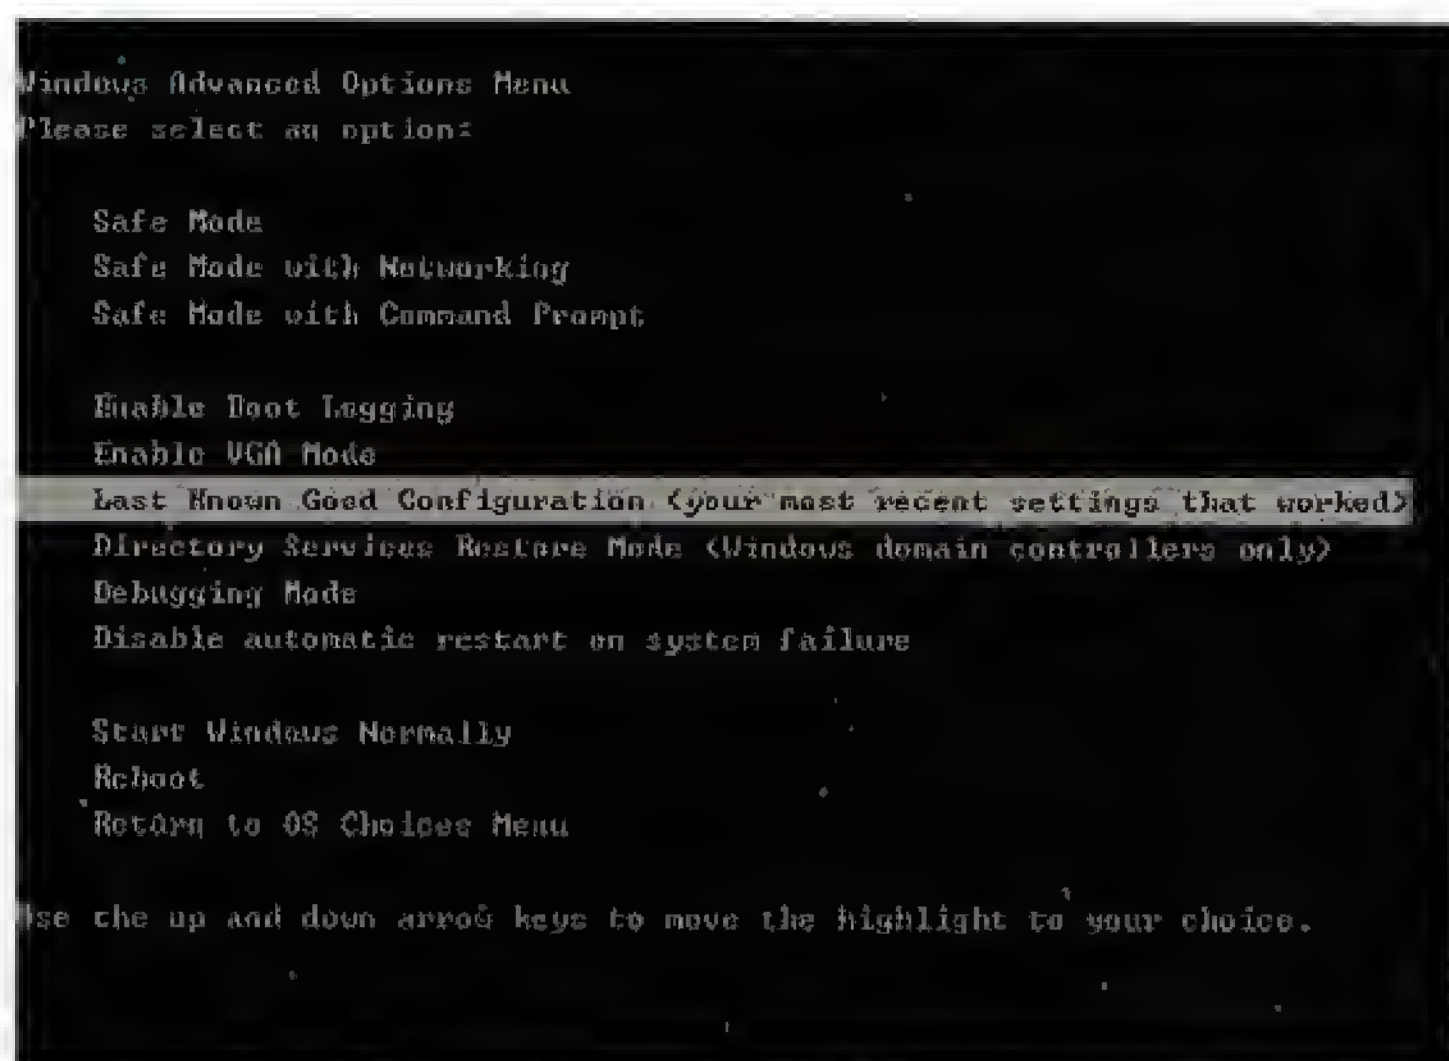 Windows Advanced Options Menu
Please select an option:
Safe Mode
Safe Mode with Networking
Safe Mode with Command Prompt
Enable Boot Logging
Enable VGA Mode
Last Known Good Configuration (your most recent settings that worked)
Directory Services Restore Mode (Windows domain controllers only)
Debugging Mode
Disable automatic restart on system failure
Start Windows Normally
Reboot
Return to OS Choices Menu
Use the up and down arrow keys to move the highlight to your choice.